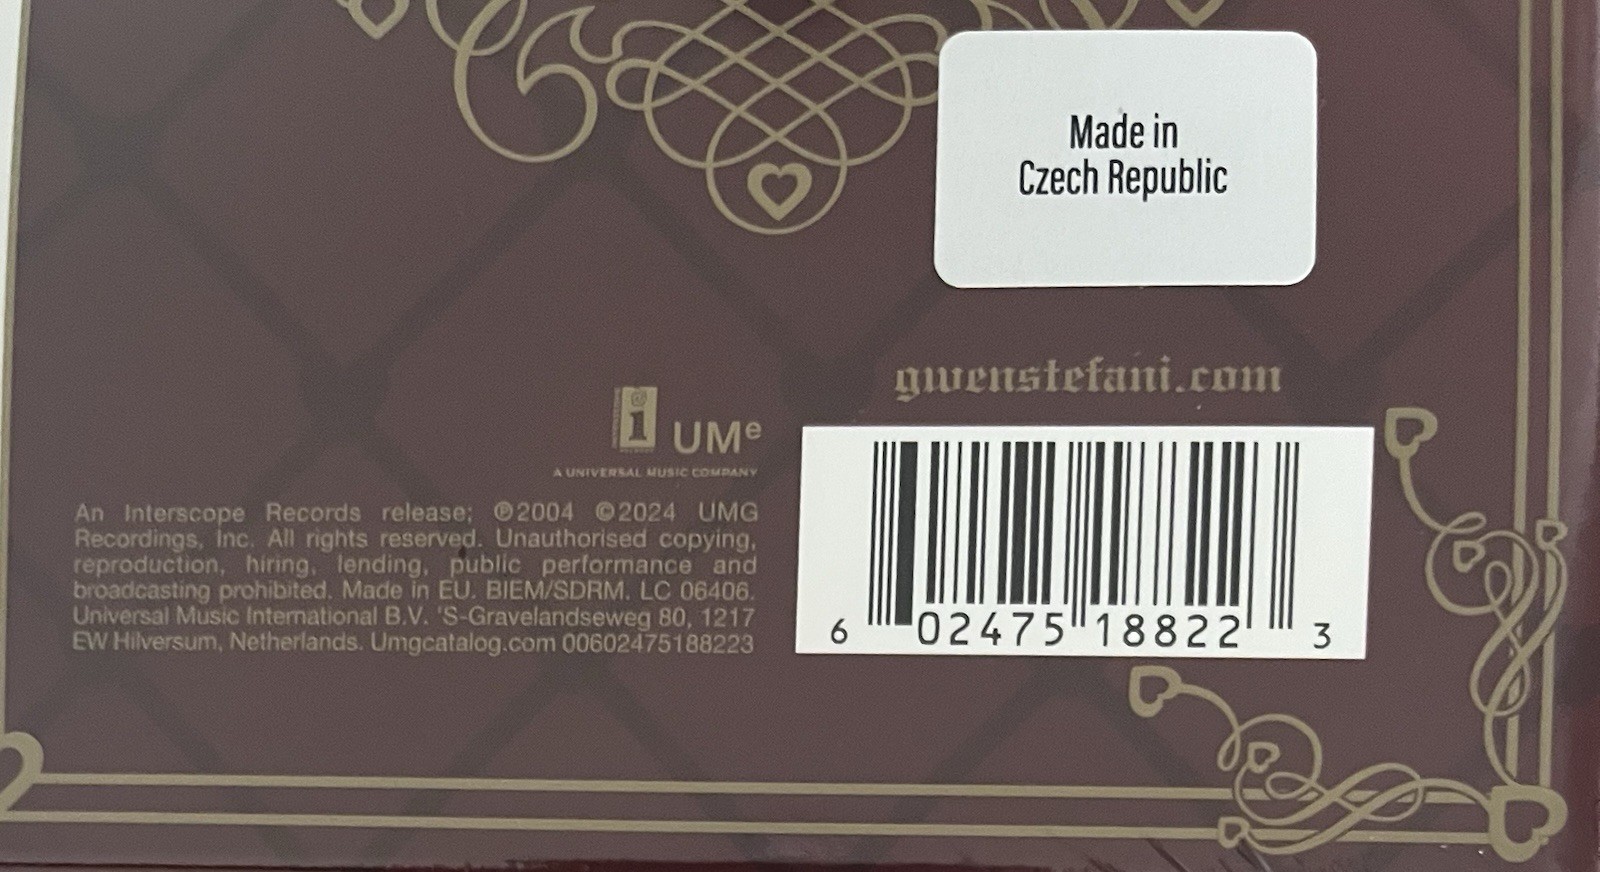 Made in
Czech Republic
gwenstefani.com
i UMe
A UNIVERSAL MUSIC COMPANY
An Interscope Records release; ℗2004 ©2024 UMG
Recordings, Inc. All rights reserved. Unauthorised copying,
reproduction, hiring, lending, public performance and
broadcasting prohibited. Made in EU. BIEM/SDRM. LC 06406.
Universal Music International B.V. 'S-Gravelandseweg 80, 1217
EW Hilversum, Netherlands. Umgcatalog.com 00602475188223
6 02475 18822 3